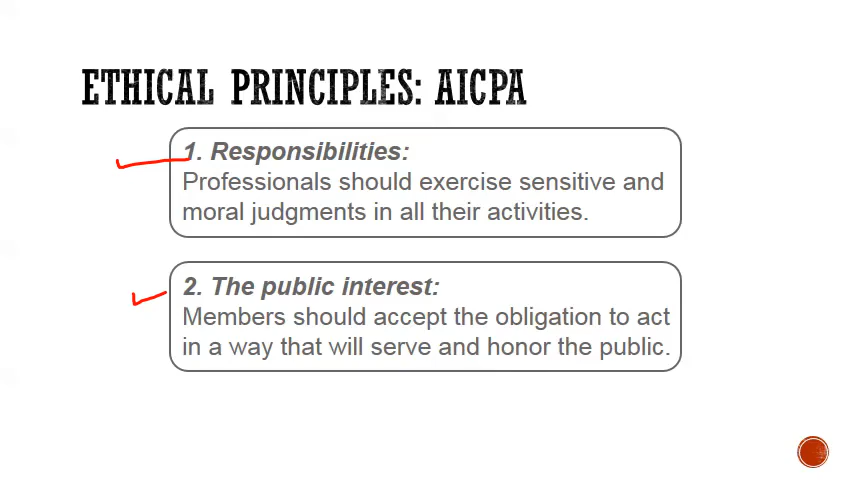 ETHICAL PRINCIPLES: AICPA
1. Responsibilities:
Professionals should exercise sensitive and
moral judgments in all their activities.
2. The public interest:
Members should accept the obligation to act
in a way that will serve and honor the public.